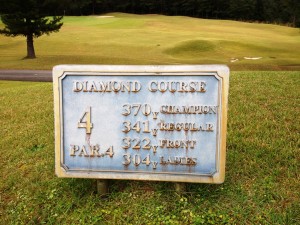 DIAMOND COURSE
4
PAR.4
370y CHAMPION
341y REGULAR
322y FRONT
304y LADIES